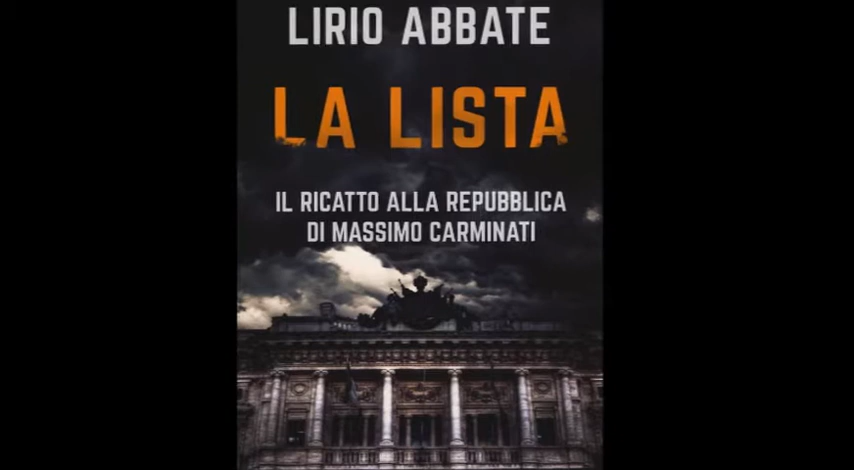 LIRIO ABBATE
LA LISTA
IL RICATTO ALLA REPUBBLICA
DI MASSIMO CARMINATI